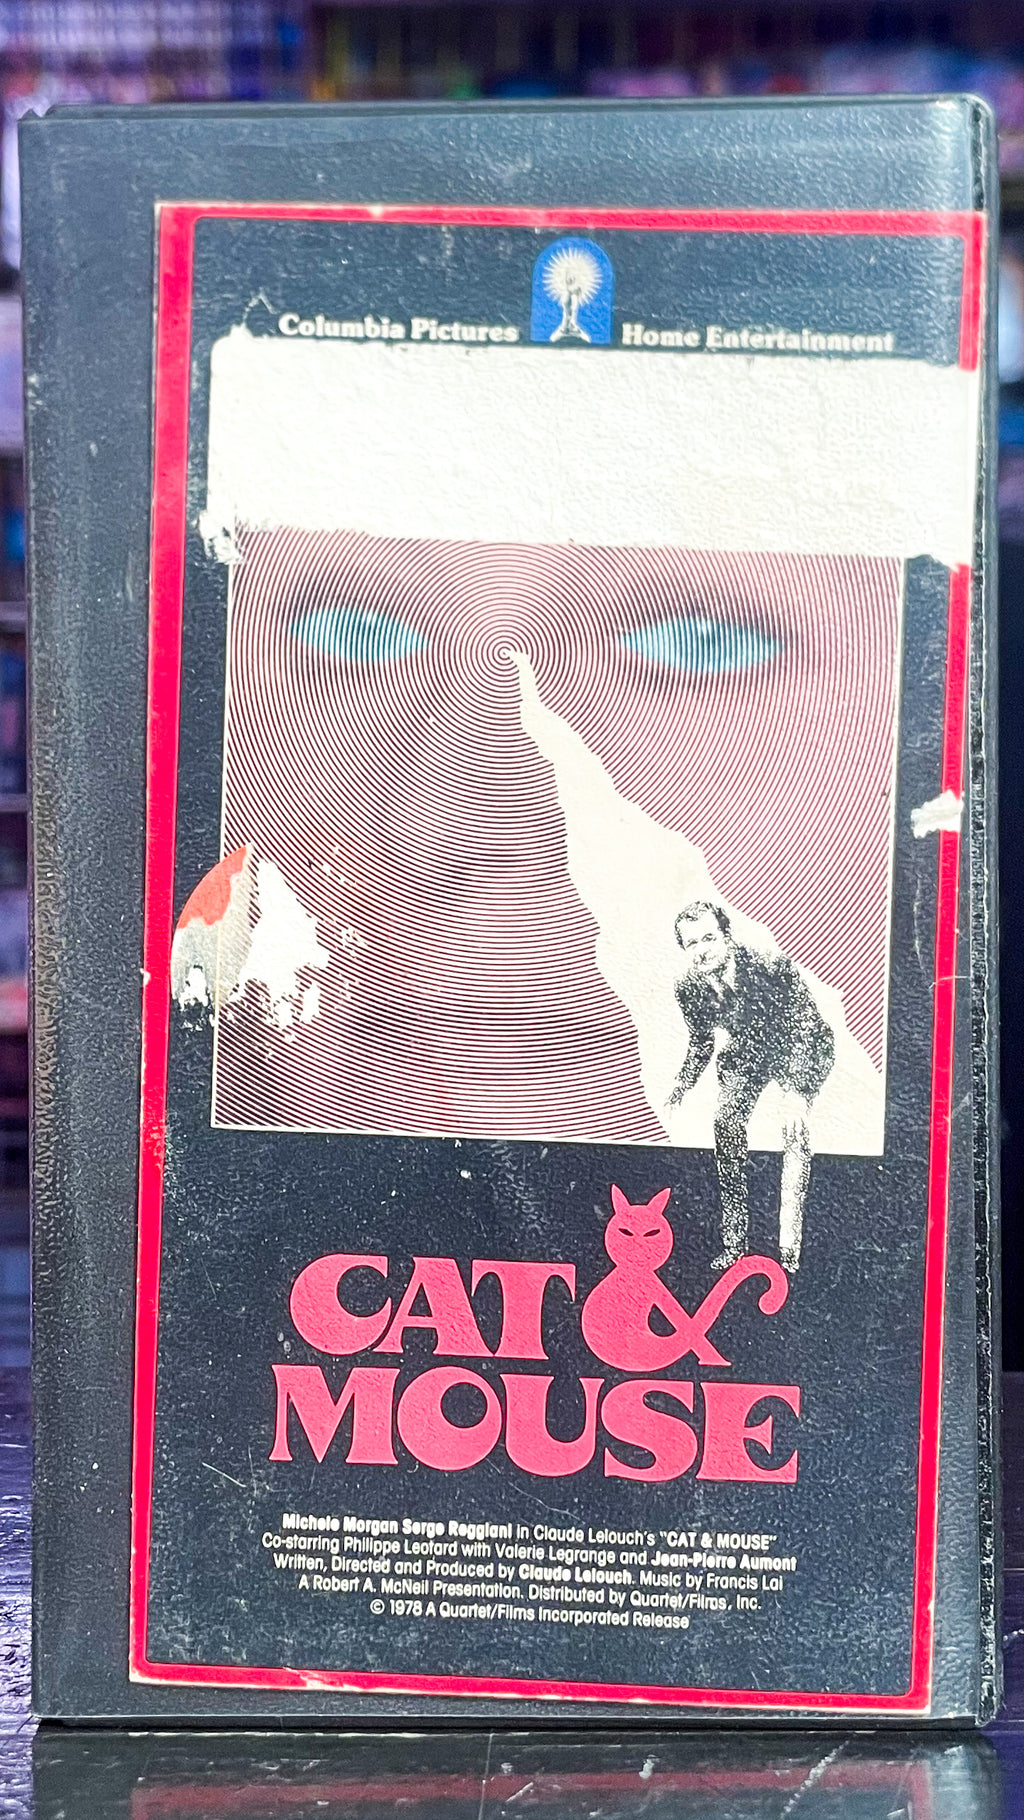 Columbia Pictures Home Entertainment
CAT &
MOUSE
Michele Morgan Serge Reggiani in Claude Lelouch's "CAT & MOUSE"
Co-starring Philippe Leotard with Valerie Legrange and Jean-Pierre Aumont
Written, Directed and Produced by Claude Lelouch. Music by Francis Lai
A Robert A. McNeil Presentation. Distributed by Quartet/Films, Inc.
© 1978 A Quartet/Films Incorporated Release